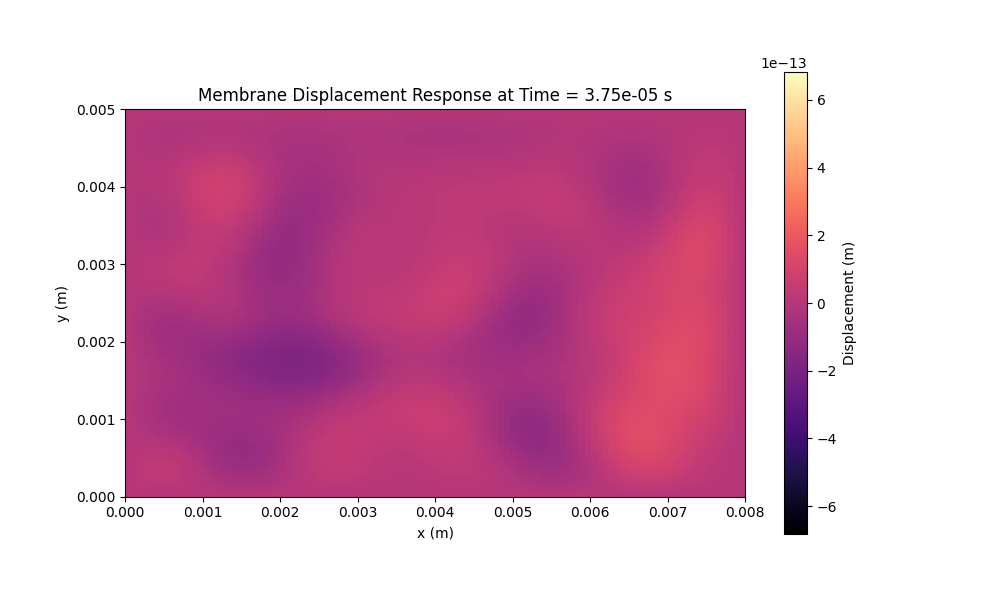 1e−13
Membrane Displacement Response at Time = 3.75e-05 s
0.005
0.004
0.003
0.002
0.001
0.000
y (m)
0.000 0.001 0.002 0.003 0.004 0.005 0.006 0.007 0.008
x (m)
6
4
2
0
−2
−4
−6
Displacement (m)